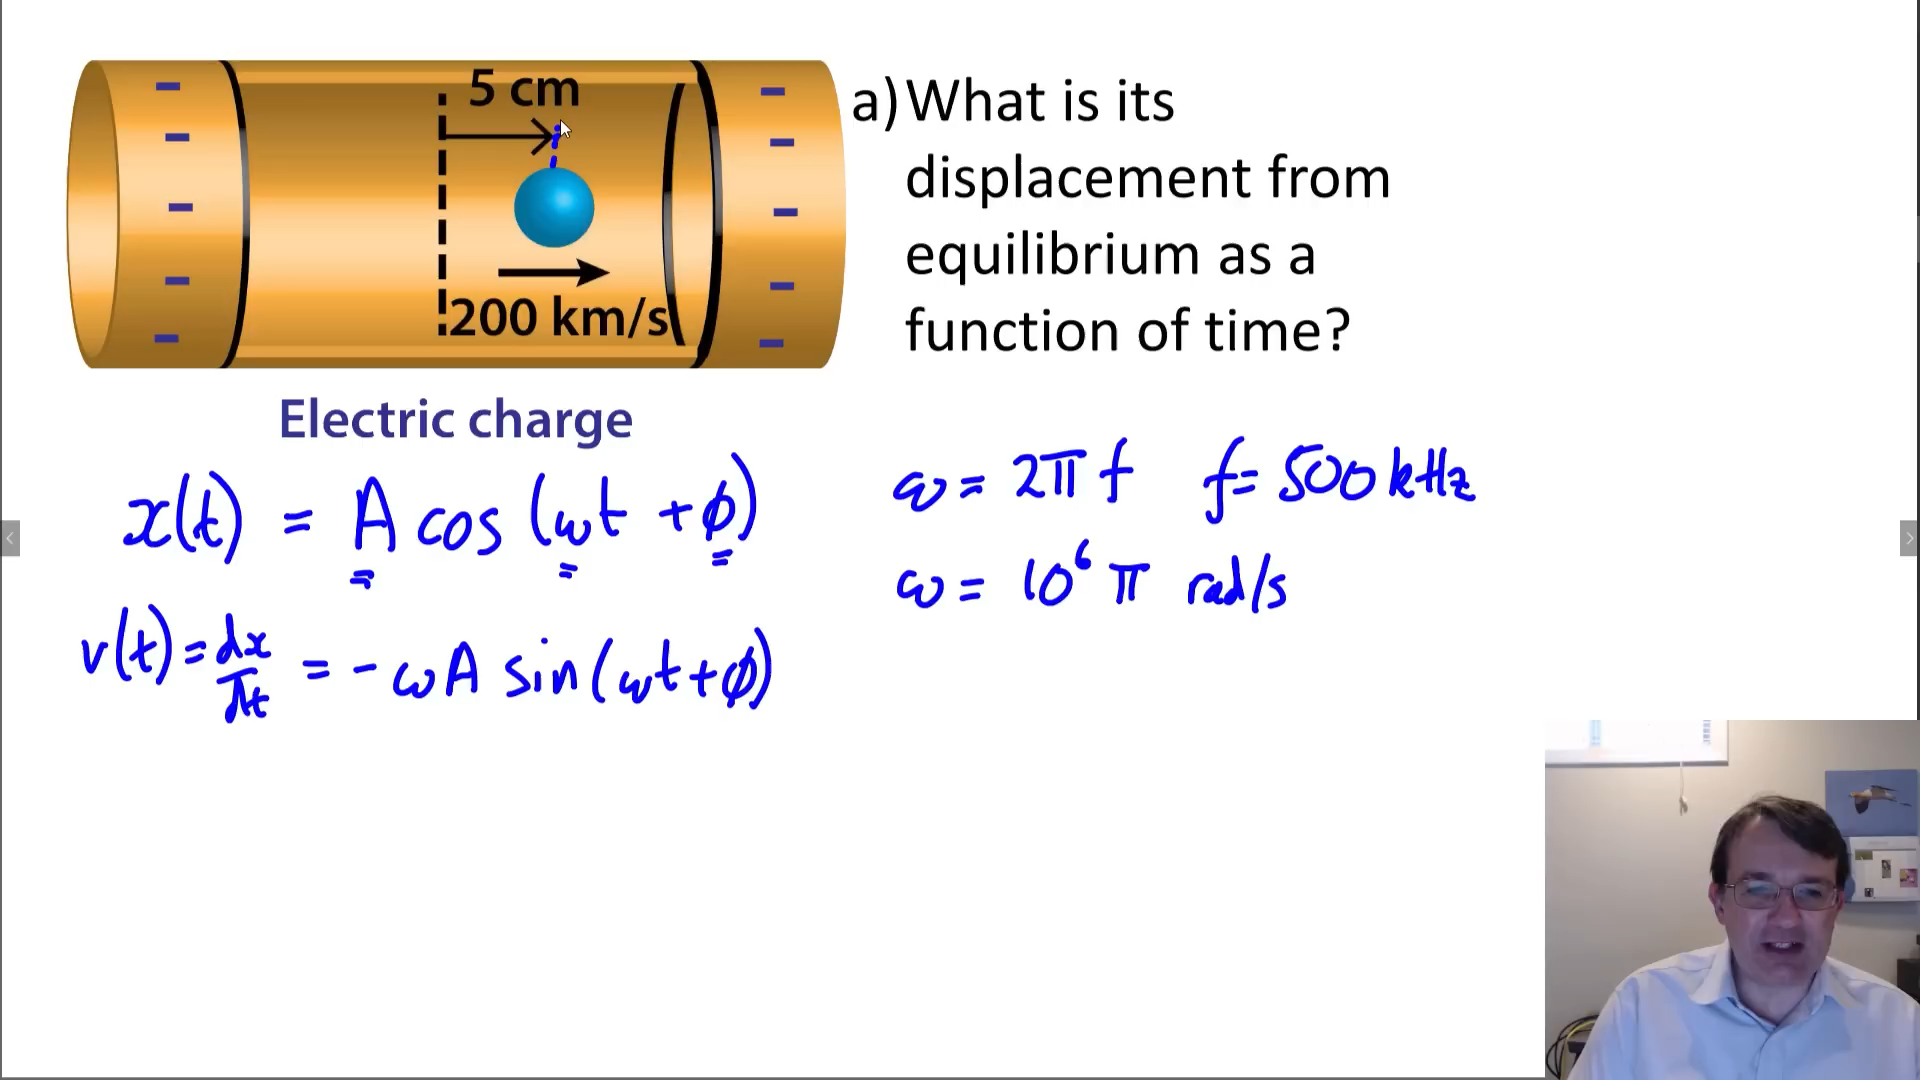 5 cm
200 km/s
Electric charge
a) What is its
displacement from
equilibrium as a
function of time?
x(t) = A cos (ωt + ϕ)
v(t) = dx/dt = - ωA sin(ωt+ϕ)
ω = 2π f f= 500 kHz
ω = 10⁶ π rad/s